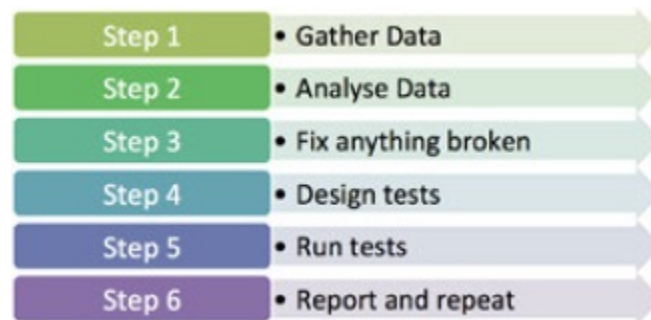 Step 1 • Gather Data
Step 2 • Analyse Data
Step 3 • Fix anything broken
Step 4 • Design tests
Step 5 • Run tests
Step 6 • Report and repeat